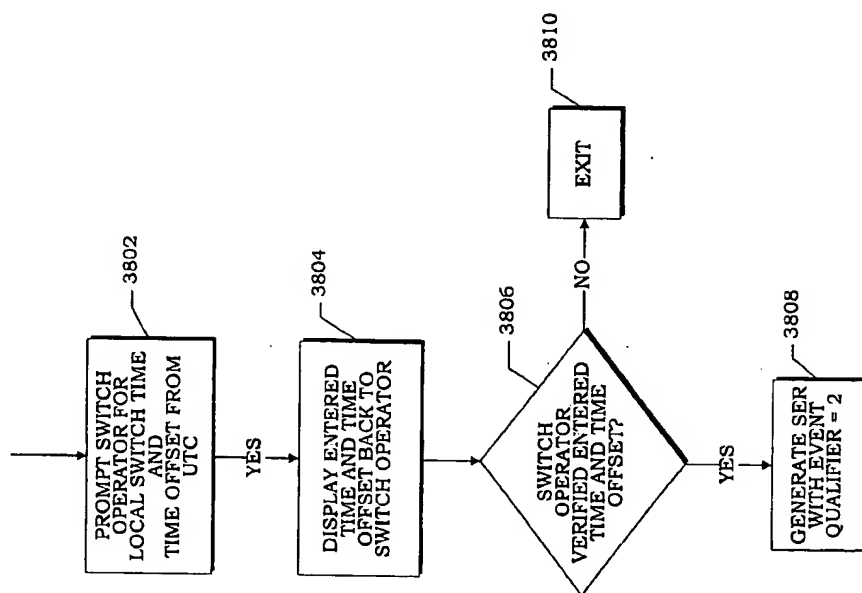 3802
PROMPT SWITCH
OPERATOR FOR
LOCAL SWITCH TIME
AND
TIME OFFSET FROM
UTC
YES
3804
DISPLAY ENTERED
TIME AND TIME
OFFSET BACK TO
SWITCH OPERATOR
3806
SWITCH
OPERATOR
VERIFIED ENTERED
TIME AND TIME
OFFSET?
NO
3810
EXIT
YES
3808
GENERATE SER
WITH EVENT
QUALIFIER = 2